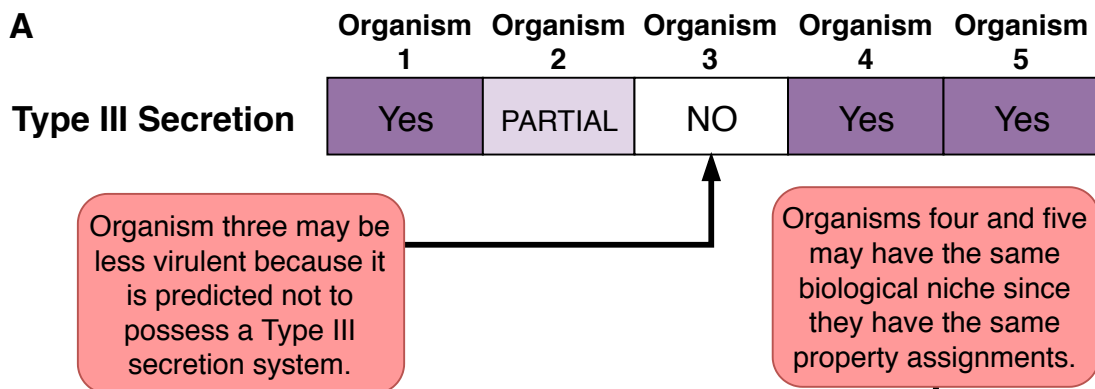 A
Organism 1
Organism 2
Organism 3
Organism 4
Organism 5
Type III Secretion
Yes
PARTIAL
NO
Yes
Yes
Organism three may be
less virulent because it
is predicted not to
possess a Type III
secretion system.
Organisms four and five
may have the same
biological niche since
they have the same
property assignments.